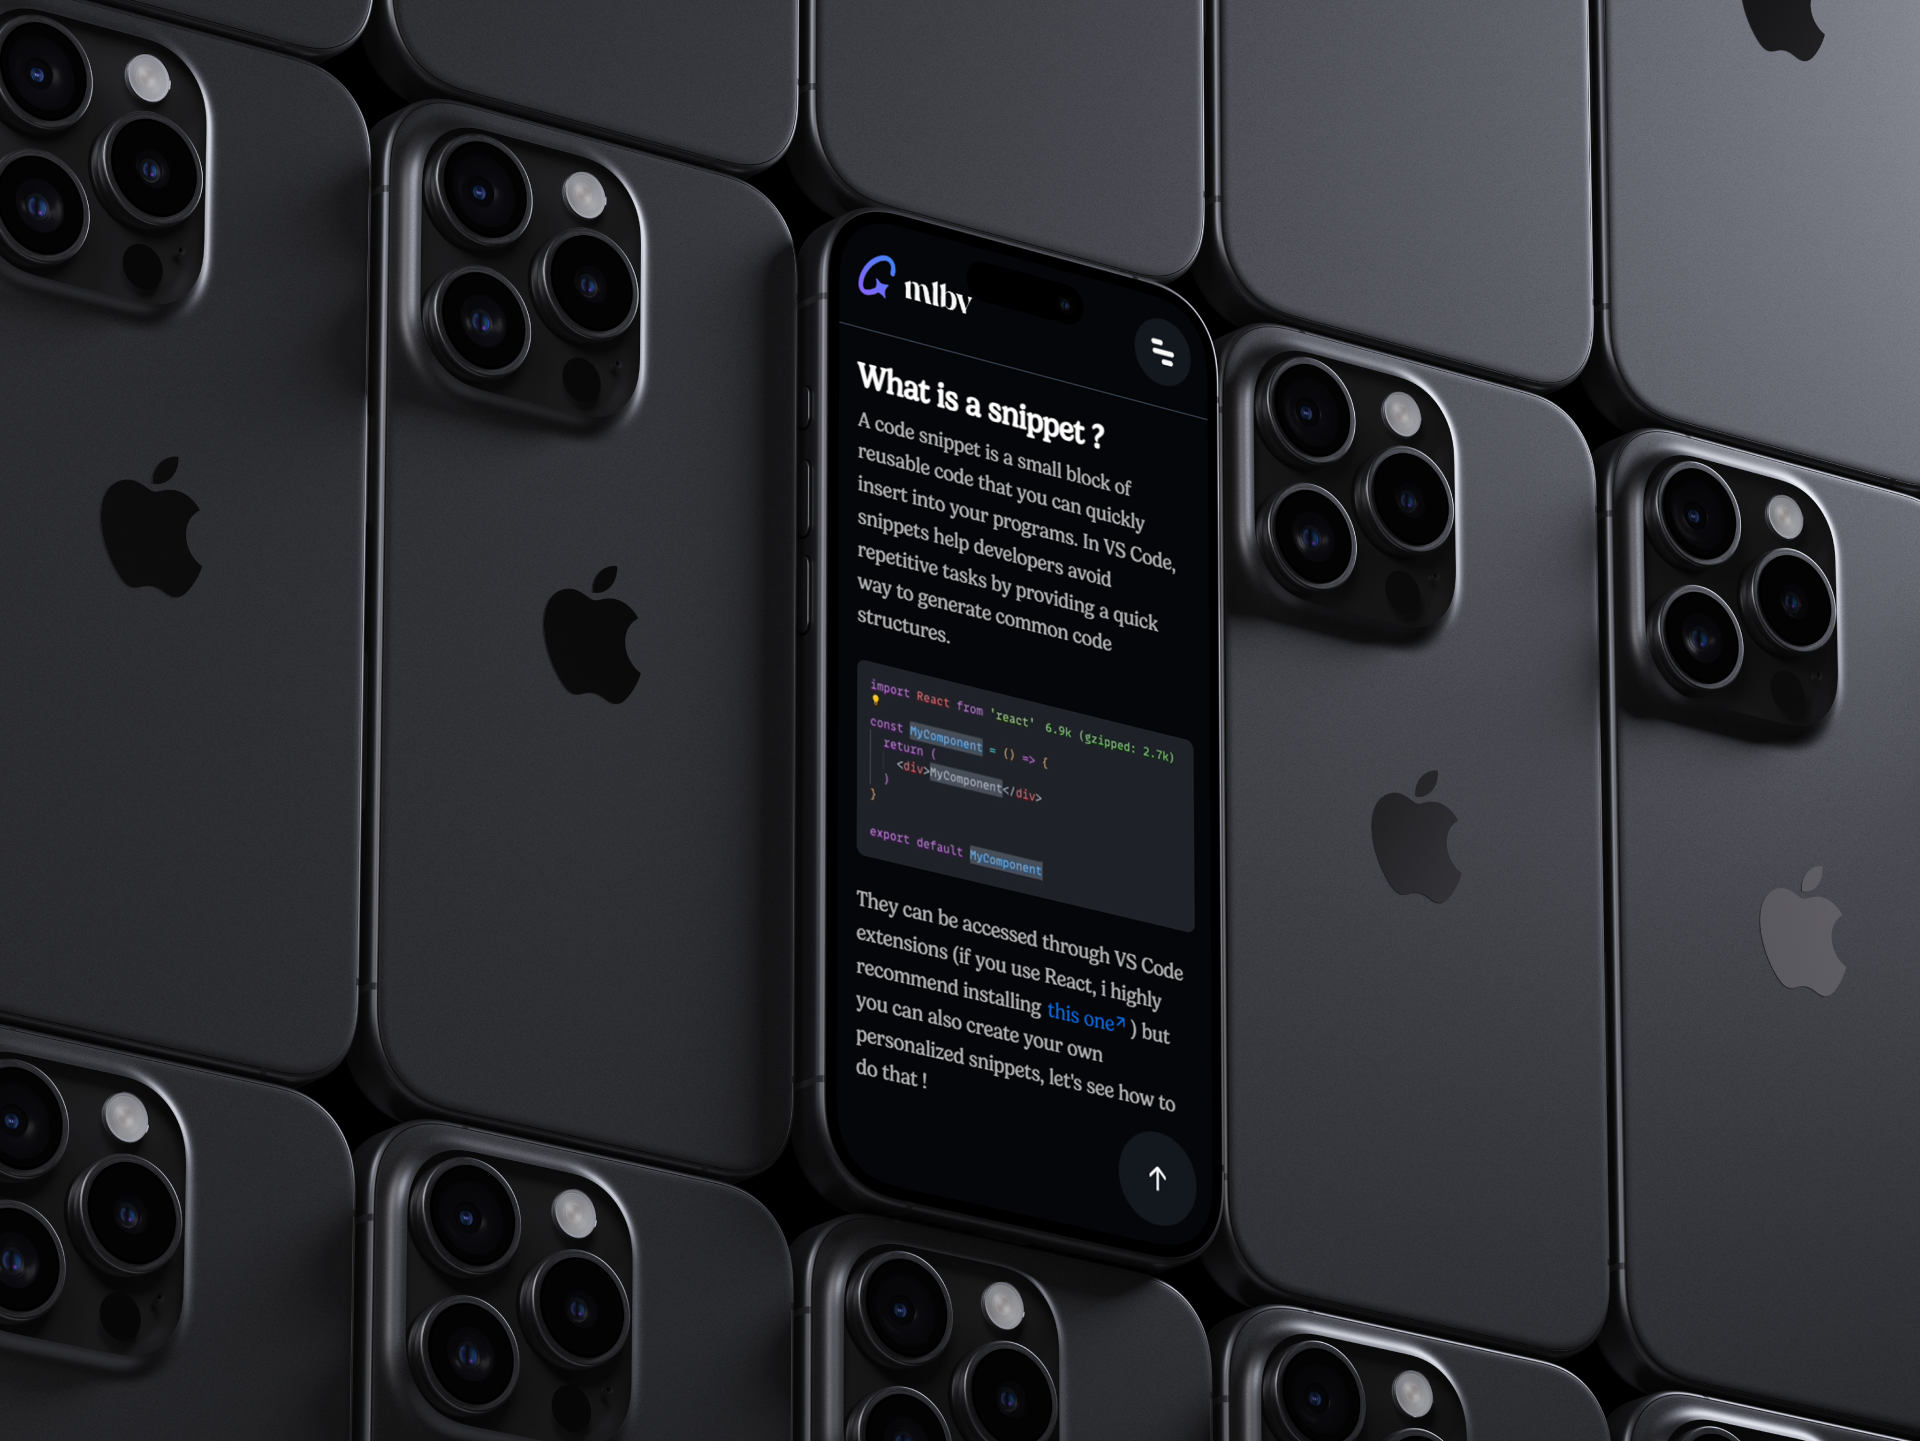 mlbv
What is a snippet ?
A code snippet is a small block of
reusable code that you can quickly
insert into your programs. In VS Code,
snippets help developers avoid
repetitive tasks by providing a quick
way to generate common code
structures.
import React from 'react' 6.9k (gzipped: 2.7k)
const MyComponent = () => {
return (
<div>MyComponent</div>
)
}
export default MyComponent
They can be accessed through VS Code
extensions (if you use React, i highly
recommend installing this one↗ ) but
you can also create your own
personalized snippets, let's see how to
do that !